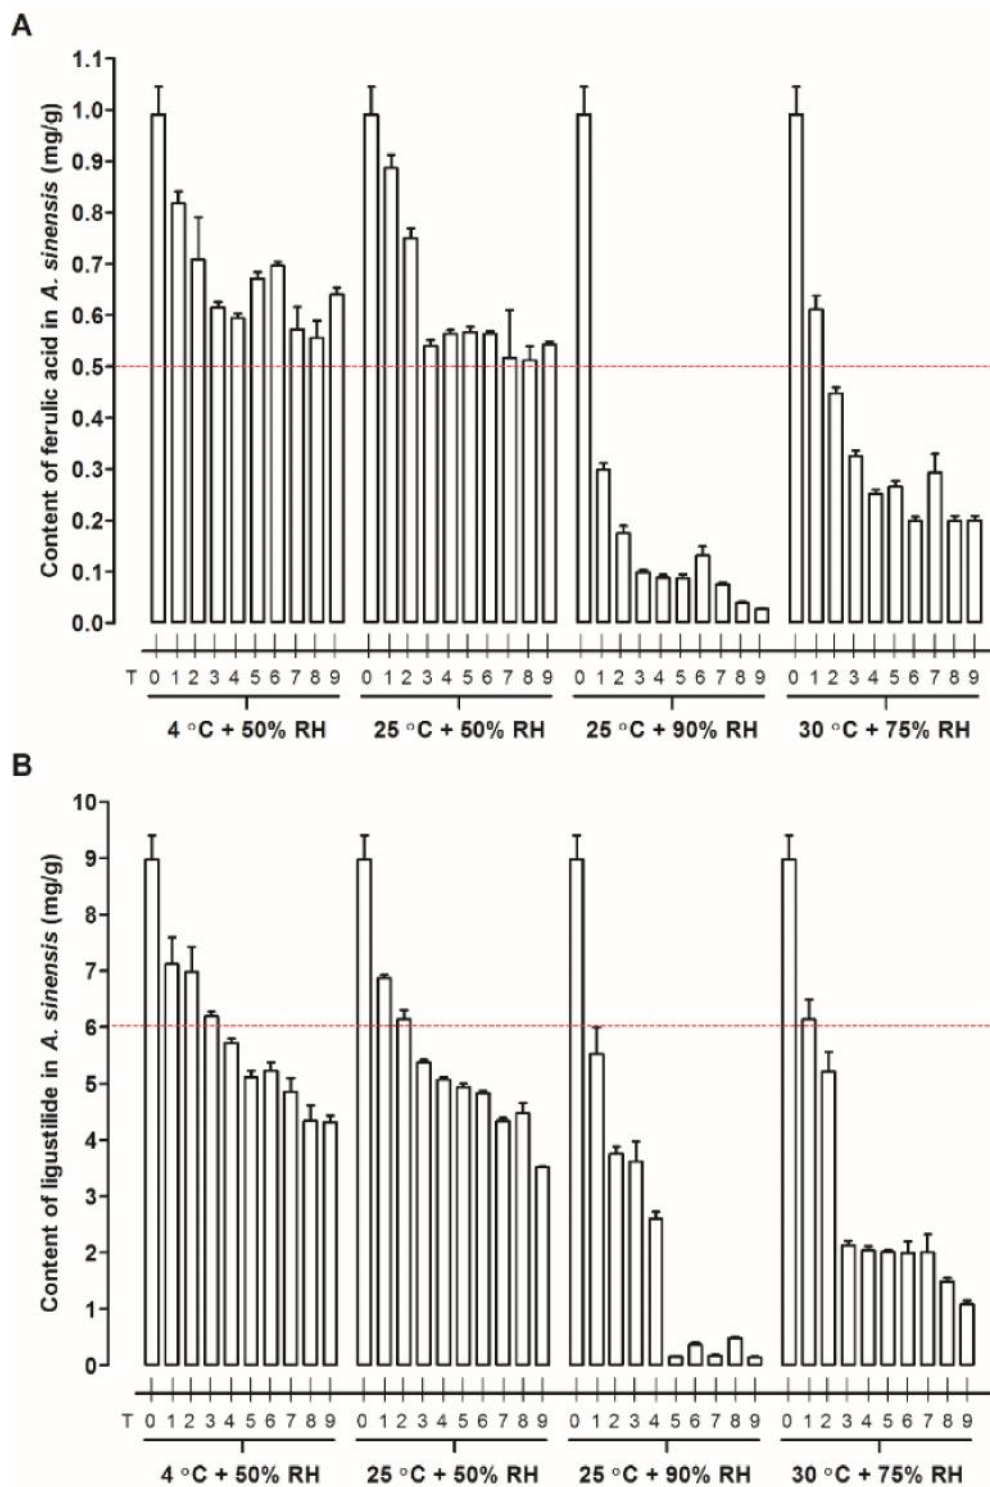 A
Content of ferulic acid in A. sinensis (mg/g)
1.1
1.0
0.9
0.8
0.7
0.6
0.5
0.4
0.3
0.2
0.1
0.0
T 0 1 2 3 4 5 6 7 8 9 0 1 2 3 4 5 6 7 8 9 0 1 2 3 4 5 6 7 8 9 0 1 2 3 4 5 6 7 8 9
4 °C + 50% RH 25 °C + 50% RH 25 °C + 90% RH 30 °C + 75% RH
B
Content of ligustilide in A. sinensis (mg/g)
10
9
8
7
6
5
4
3
2
1
0
T 0 1 2 3 4 5 6 7 8 9 0 1 2 3 4 5 6 7 8 9 0 1 2 3 4 5 6 7 8 9 0 1 2 3 4 5 6 7 8 9
4 °C + 50% RH 25 °C + 50% RH 25 °C + 90% RH 30 °C + 75% RH